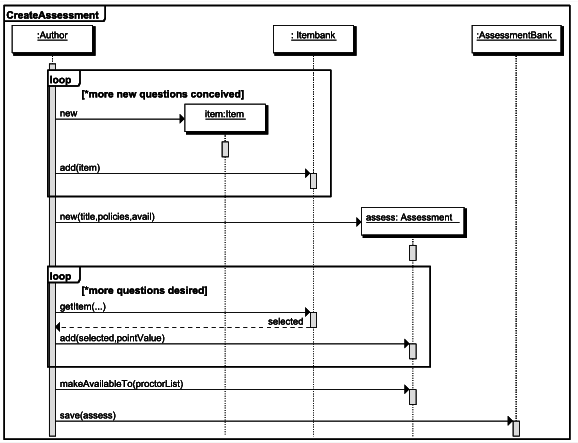 CreateAssessment
:Author
: Itembank
:AssessmentBank
loop
[*more new questions conceived]
new
item:Item
add(item)
new(title,policies,avail)
assess: Assessment
loop
[*more questions desired]
getItem(...)
selected
add(selected,pointValue)
makeAvailableTo(proctorList)
save(assess)